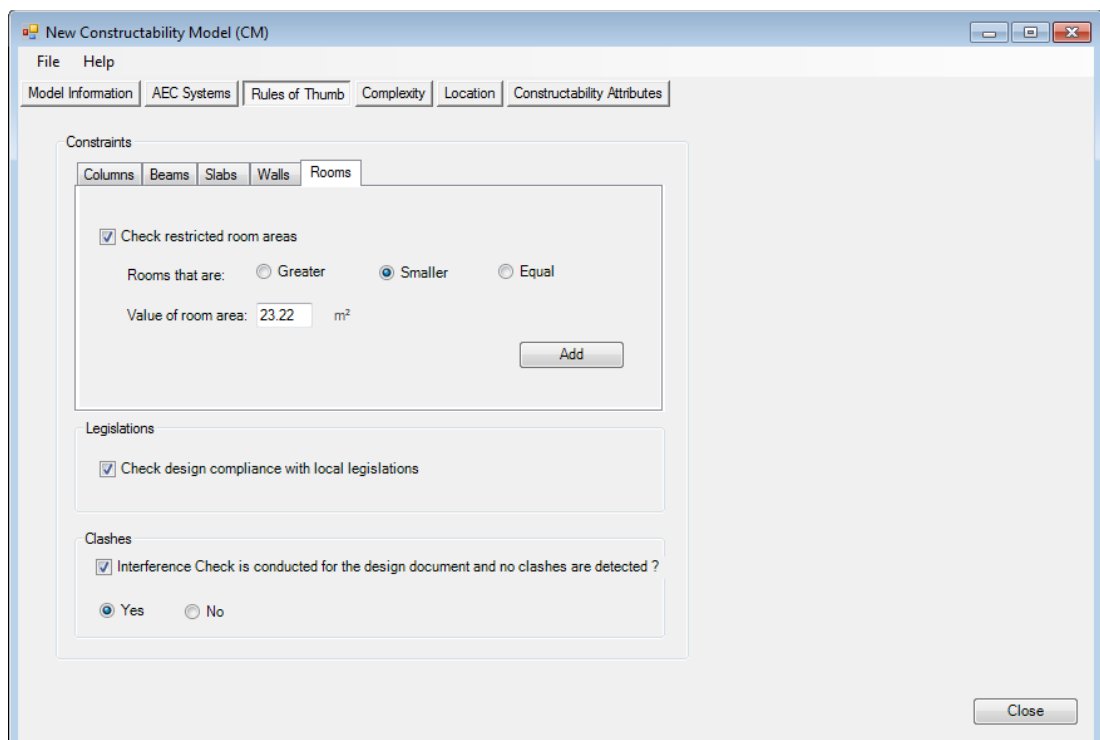 New Constructability Model (CM)
File Help
Model Information AEC Systems Rules of Thumb Complexity Location Constructability Attributes
Constraints
Columns Beams Slabs Walls Rooms
Check restricted room areas
Rooms that are: Greater Smaller Equal
Value of room area: 23.22 m²
Add
Legislations
Check design compliance with local legislations
Clashes
Interference Check is conducted for the design document and no clashes are detected ?
Yes No
Close